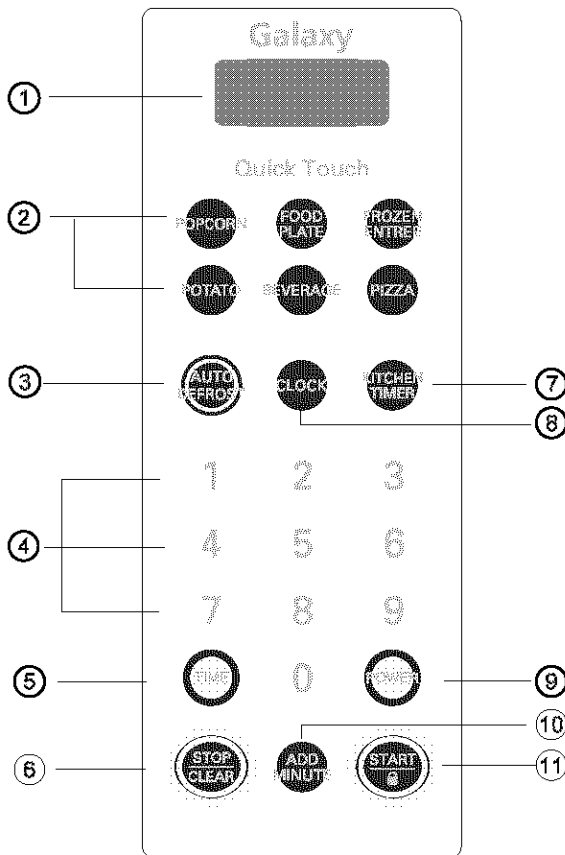 Galaxy
1
Quick Touch
2
POPCORN
FOOD
PLATE
FROZEN
ENTREE
POTATO
BEVERAGE
PIZZA
3
AUTO
DEFROST
CLOCK
KITCHEN
TIMER
7
8
1 2 3
4
4 5 6
7 8 9
5
TIME
0
POWER
9
10
6
STOP
CLEAR
ADD
MINUTE
START
11